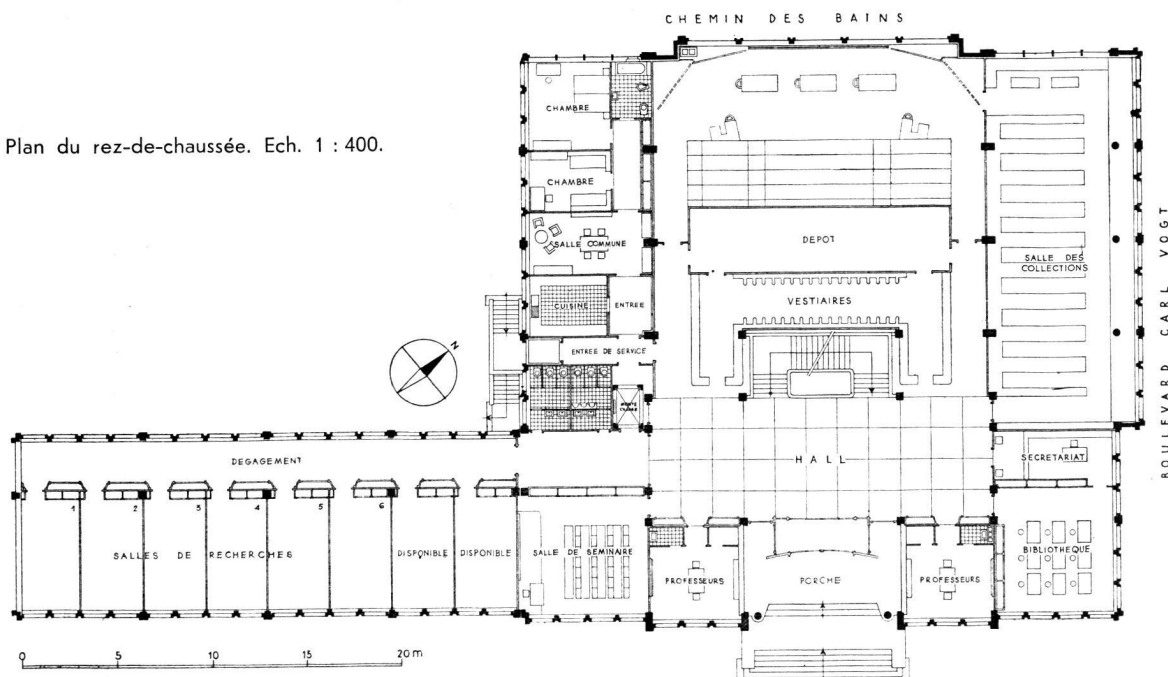 CHEMIN DES BAINS
Plan du rez-de-chaussée. Ech. 1 : 400.
CHAMBRE
CHAMBRE
SALLE COMMUNE
CUISINE
ENTREE
ENTREE DE SERVICE
MONTE
CHARGE
DEPOT
VESTIAIRES
SALLE DES
COLLECTIONS
BOULEVARD CARL VOGT
N
DEGAGEMENT
HALL
SECRETARIAT
1 2 3 4 5 6
SALLES DE RECHERCHES
DISPONIBLE
DISPONIBLE
SALLE DE SEMINAIRE
PROFESSEURS
PORCHE
PROFESSEURS
BIBLIOTHEQUE
0 5 10 15 20 m